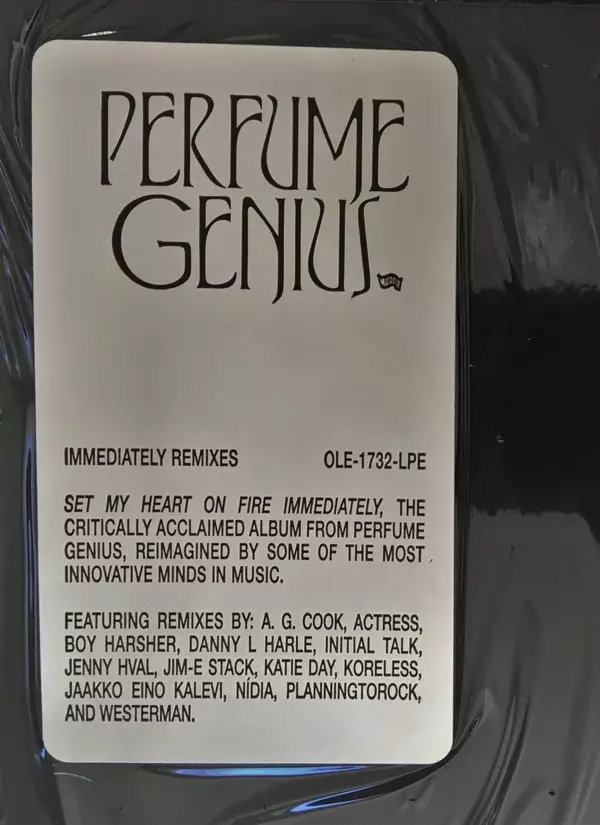 PERFUME
GENIUS
MATADOR
IMMEDIATELY REMIXES OLE-1732-LPE
SET MY HEART ON FIRE IMMEDIATELY, THE
CRITICALLY ACCLAIMED ALBUM FROM PERFUME
GENIUS, REIMAGINED BY SOME OF THE MOST
INNOVATIVE MINDS IN MUSIC.
FEATURING REMIXES BY: A. G. COOK, ACTRESS,
BOY HARSHER, DANNY L HARLE, INITIAL TALK,
JENNY HVAL, JIM-E STACK, KATIE DAY, KORELESS,
JAAKKO EINO KALEVI, NÍDIA, PLANNINGTOROCK,
AND WESTERMAN.